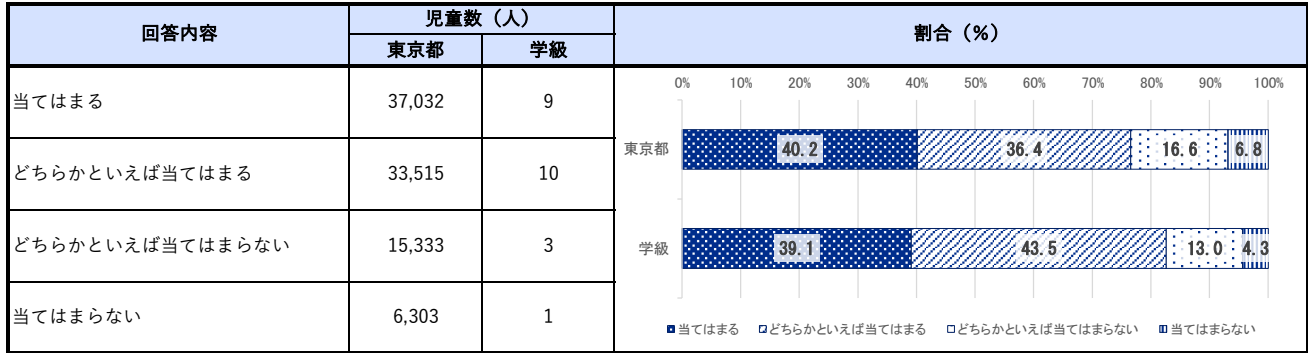 回答内容
児童数（人）
割合（%）
東京都
学級
当てはまる
37,032
9
どちらかといえば当てはまる
33,515
10
どちらかといえば当てはまらない
15,333
3
当てはまらない
6,303
1
0%
10%
20%
30%
40%
50%
60%
70%
80%
90%
100%
東京都
40.2
36.4
16.6
6.8
学級
39.1
43.5
13.0
4.3
当てはまる
どちらかといえば当てはまる
どちらかといえば当てはまらない
当てはまらない